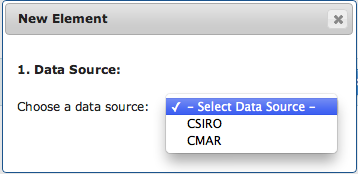 New Element
1. Data Source:
Choose a data source:
✓ – Select Data Source –
CSIRO
CMAR